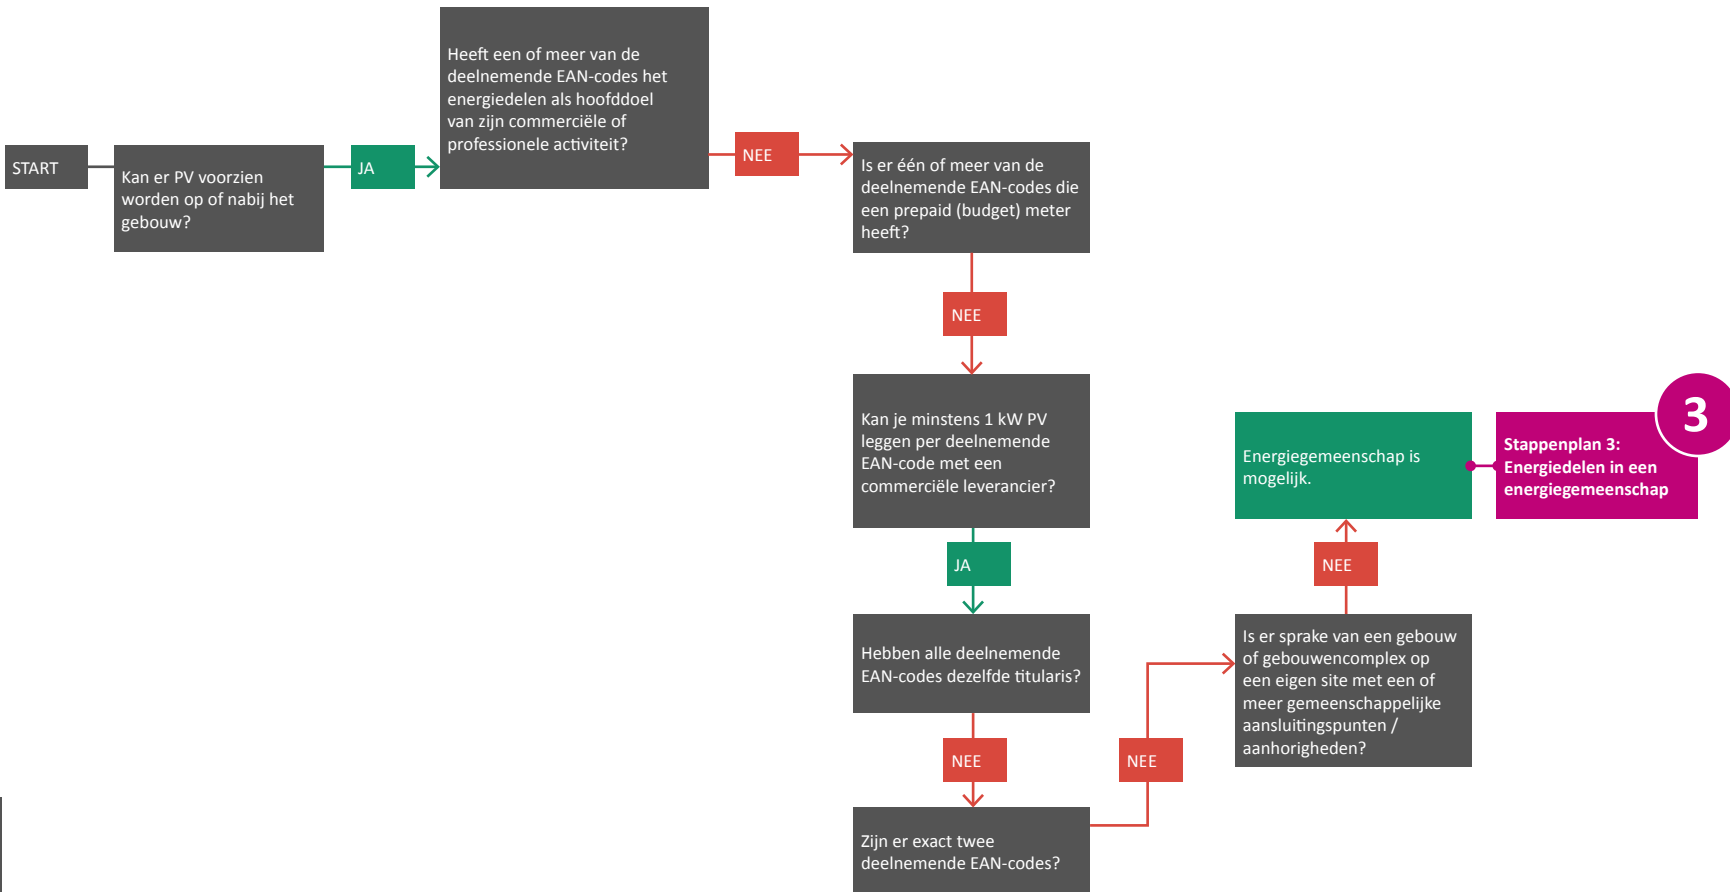 START
Kan er PV voorzien
worden op of nabij het
gebouw?
JA
Heeft een of meer van de
deelnemende EAN-codes het
energiedelen als hoofddoel
van zijn commerciële of
professionele activiteit?
NEE
Is er één of meer van de
deelnemende EAN-codes die
een prepaid (budget) meter
heeft?
NEE
Kan je minstens 1 kW PV
leggen per deelnemende
EAN-code met een
commerciële leverancier?
JA
Hebben alle deelnemende
EAN-codes dezelfde titularis?
NEE
Zijn er exact twee
deelnemende EAN-codes?
NEE
Is er sprake van een gebouw
of gebouwencomplex op
een eigen site met een of
meer gemeenschappelijke
aansluitingspunten /
aanhorigheden?
NEE
Energiegemeenschap is
mogelijk.
3
Stappenplan 3:
Energiedelen in een
energiegemeenschap